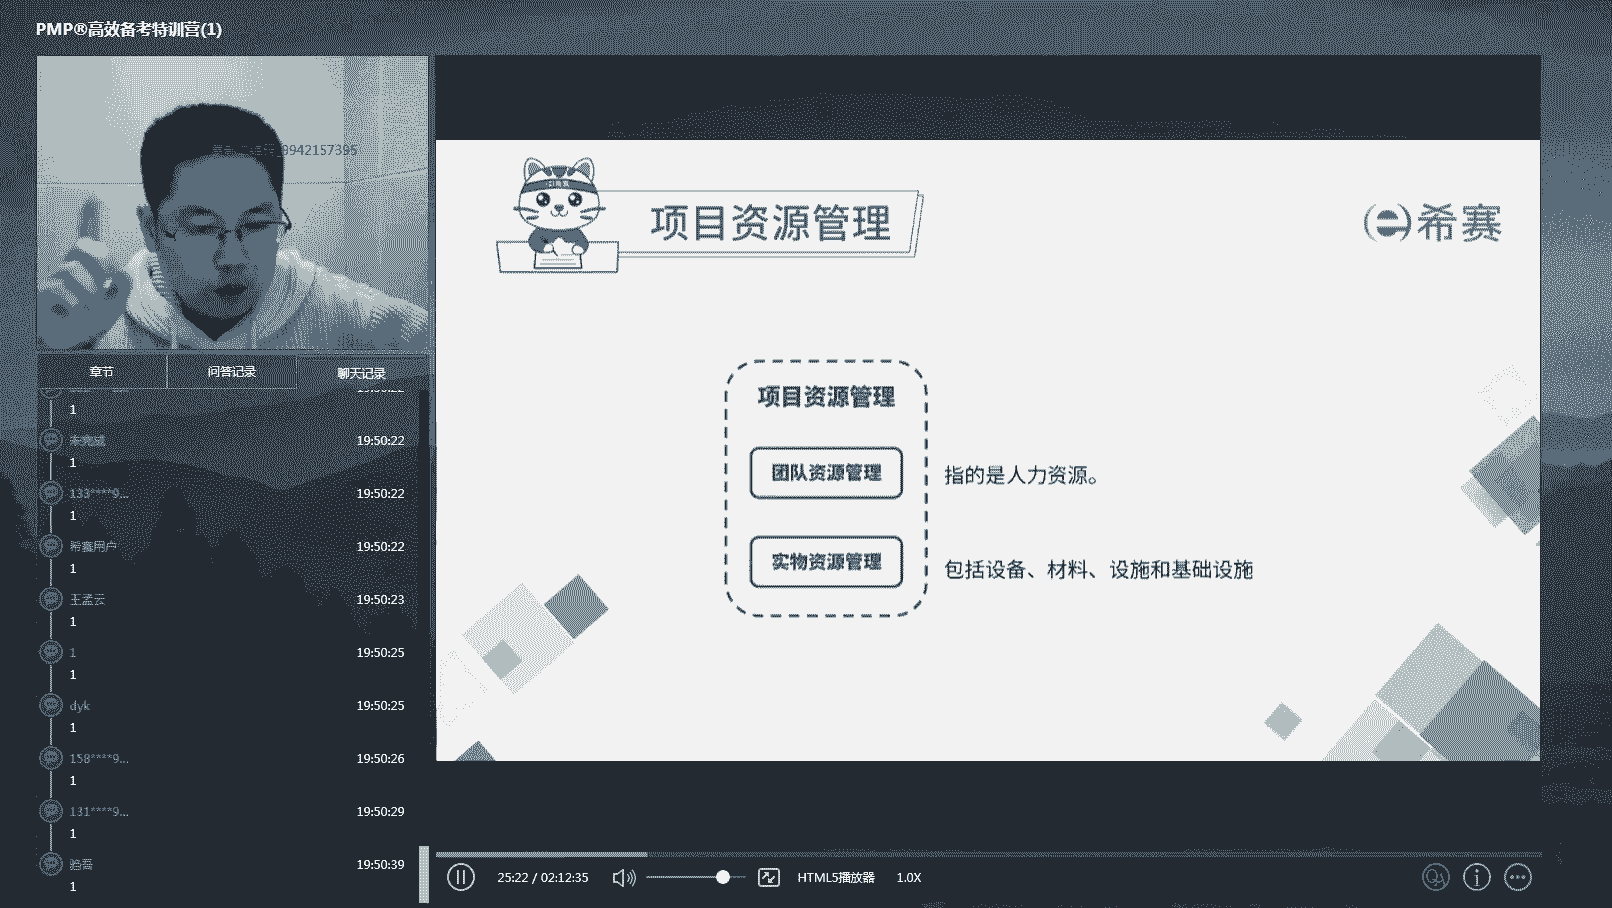 PMP®高效备考特训营(1)
9942157395
项目资源管理
希赛
章节
问答记录
聊天记录
1
19:50:22
1
133****9...
19:50:22
1
希赛用户
19:50:22
1
王孟云
19:50:23
1
1
19:50:25
1
dyk
19:50:25
1
158****9...
19:50:26
1
131****9...
19:50:29
1
19:50:39
1
项目资源管理
团队资源管理
指的是人力资源。
实物资源管理
包括设备、材料、设施和基础设施
25:22 / 02:12:35
HTML5播放器
1.0X